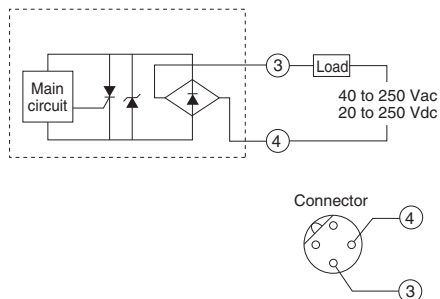 Main
circuit
3
Load
40 to 250 Vac
20 to 250 Vdc
4
Connector
4
3